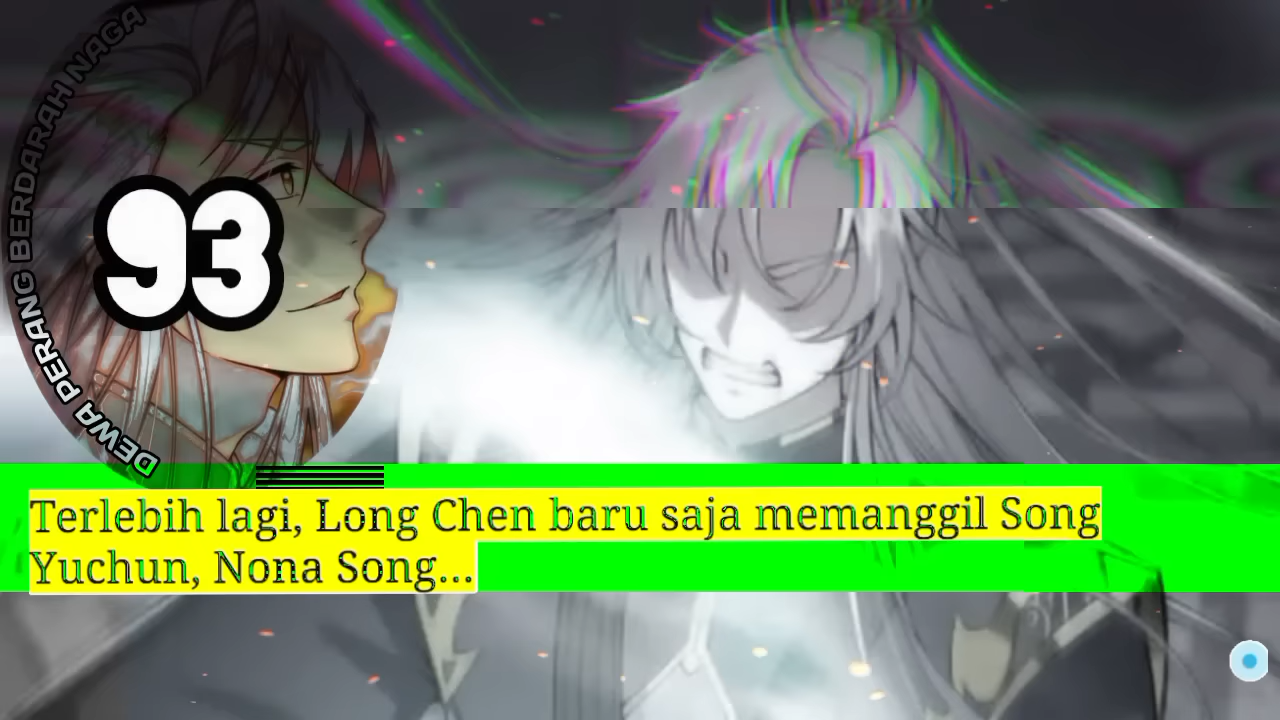 DEWA PERANG BERDARAH NAGA
93
Terlebih lagi, Long Chen baru saja memanggil Song
Yuchun, Nona Song...